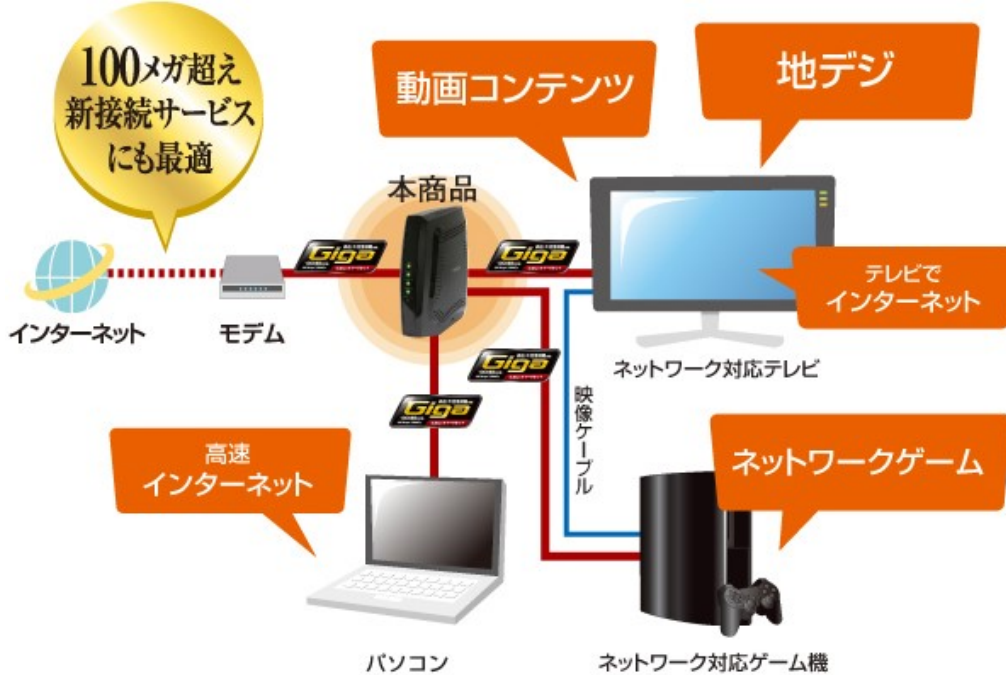 100メガ超え
新接続サービス
にも最適
動画コンテンツ
地デジ
本商品
Giga
Giga
テレビで
インターネット
インターネット
モデム
ネットワーク対応テレビ
Giga
Giga
映像ケーブル
高速
インターネット
ネットワークゲーム
パソコン
ネットワーク対応ゲーム機